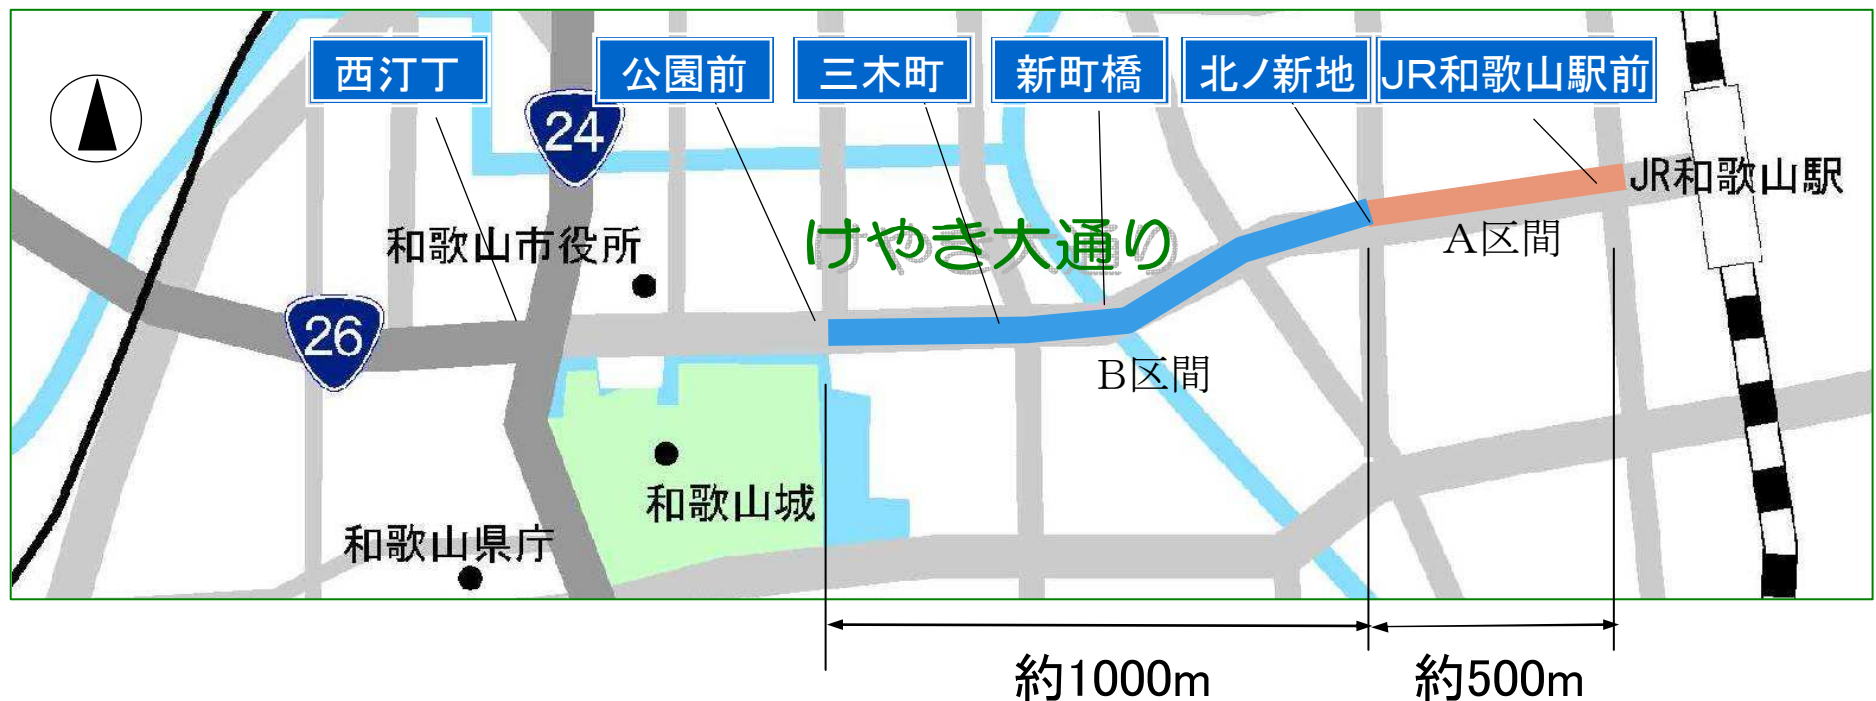 西汀丁
公園前
三木町
新町橋
北ノ新地
JR和歌山駅前
24
JR和歌山駅
けやき大通り
和歌山市役所
A区間
26
B区間
和歌山城
和歌山県庁
約1000m
約500m